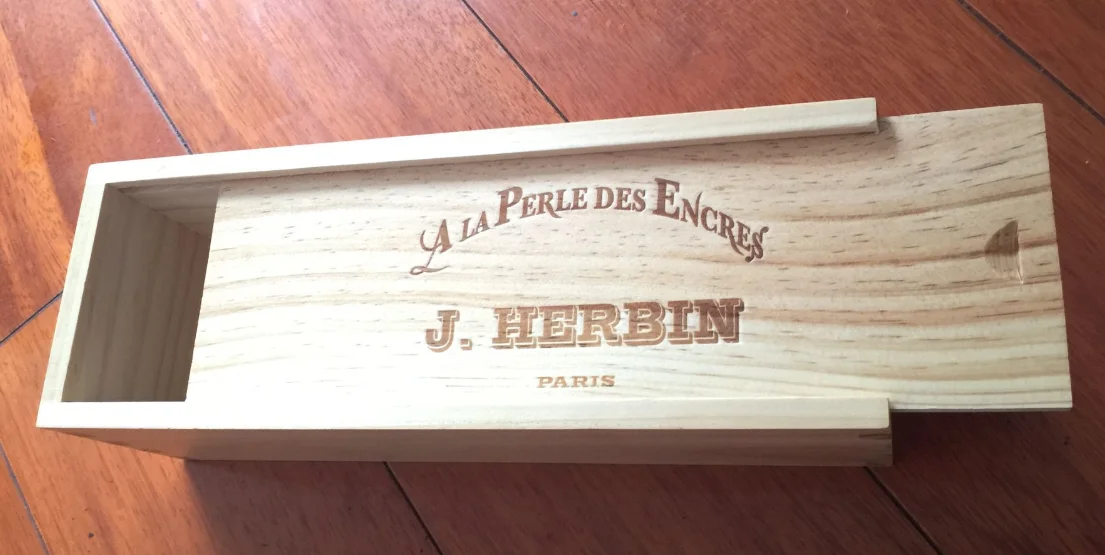 A LA PERLE DES ENCRES
J. HERBIN
PARIS